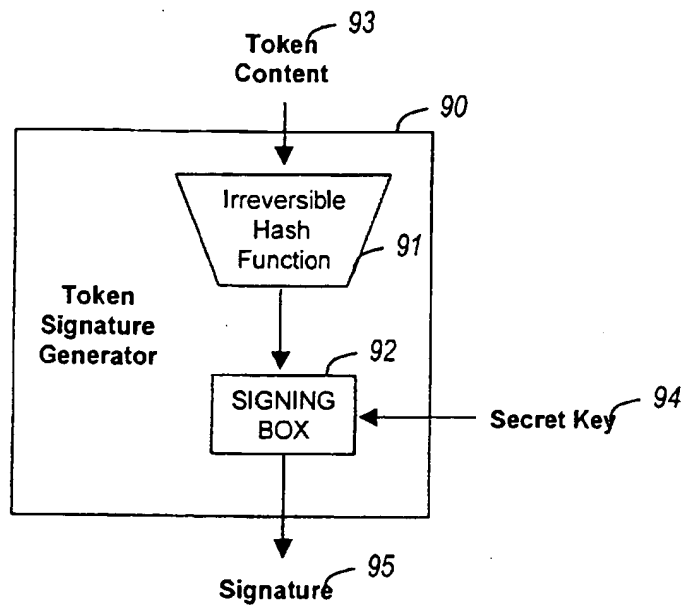 93
Token
Content
90
Irreversible
Hash
Function
91
Token
Signature
Generator
92
SIGNING
BOX
Secret Key
94
Signature
95